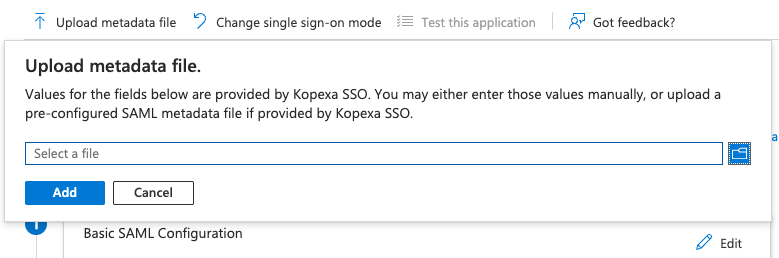 Upload metadata file
Change single sign-on mode
Test this application
Got feedback?
Upload metadata file.
Values for the fields below are provided by Kopexa SSO. You may either enter those values manually, or upload a
pre-configured SAML metadata file if provided by Kopexa SSO.
Select a file
Add
Cancel
a
Basic SAML Configuration
Edit